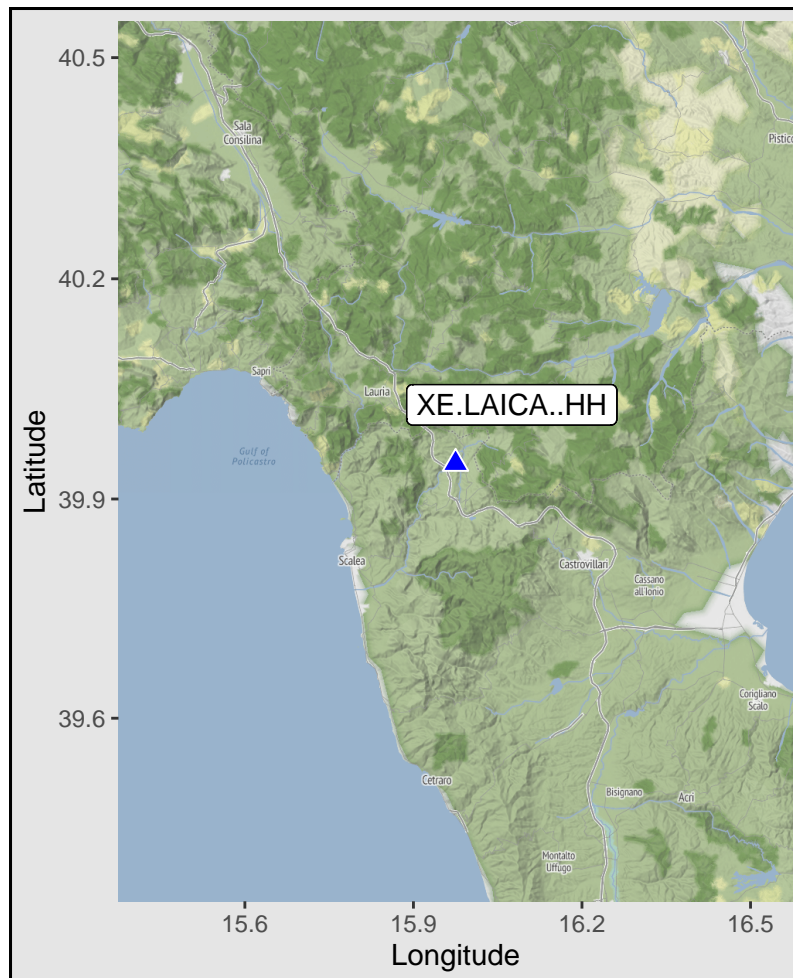 40.5
Sala
Consilina
Pisticc
40.2
Sapri
Lauria
XE.LAICA..HH
Latitude
Gulf of
Policastro
39.9
Scalea
Castrovillari
Cassano
all'Ionio
39.6
Corigliano
Scalo
Cetraro
Bisignano
Acri
Montalto
Uffugo
15.6
15.9
16.2
16.5
Longitude